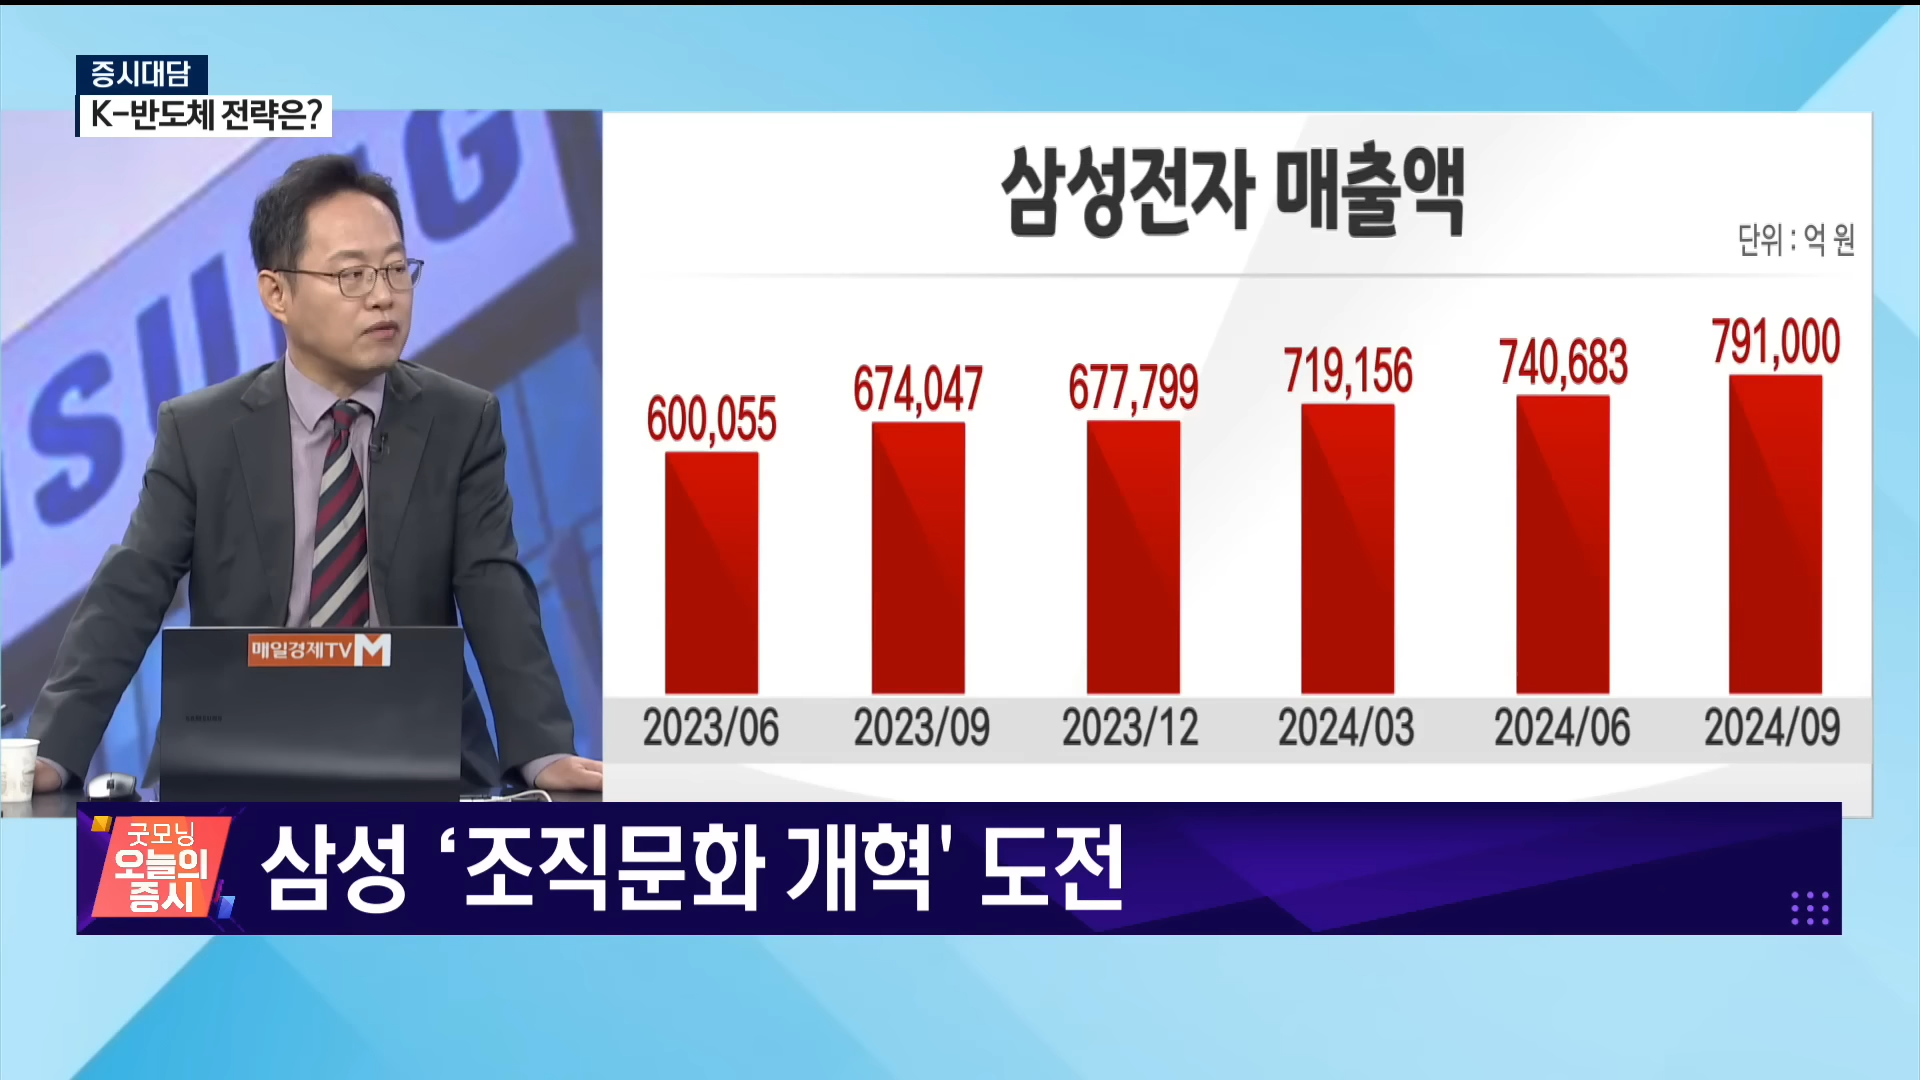 증시대담
K-반도체 전략은?
SAMSUNG
삼성전자 매출액
단위 : 억 원
600,055
674,047
677,799
719,156
740,683
791,000
2023/06
2023/09
2023/12
2024/03
2024/06
2024/09
매일경제TV M
SAMSUNG
굿모닝
오늘의
증시
삼성 ‘조직문화 개혁' 도전